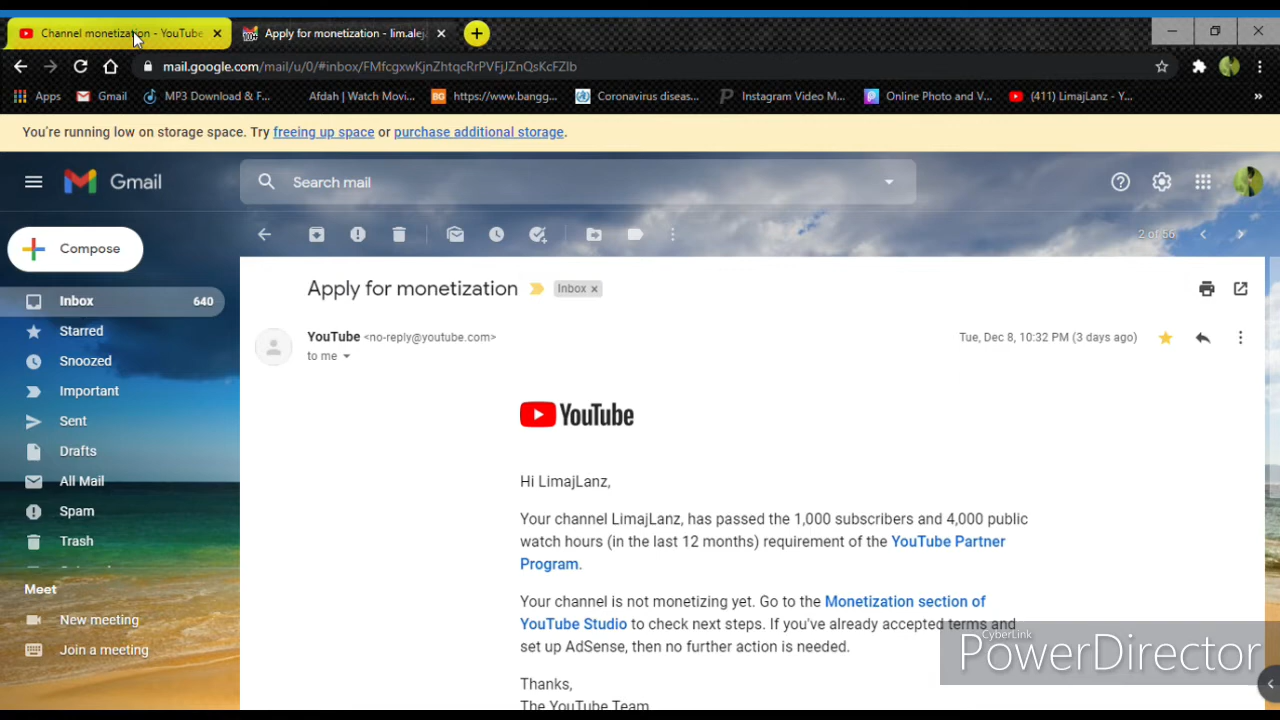 Channel monetization - YouTube
Apply for monetization - lim.alej
mail.google.com/mail/u/0/#inbox/FMfcgxwKjnZhtqcRrPVFjJZnQsKcFZlb
Apps Gmail MP3 Download & F... Afdah | Watch Movi... BG https://www.bangg... Coronavirus diseas... Instagram Video M... Online Photo and V... (411) LimajLanz - Y... »
You're running low on storage space. Try freeing up space or purchase additional storage.
Gmail
Search mail
Compose
2 of 56
Inbox 640
Starred
Snoozed
Important
Sent
Drafts
All Mail
Spam
Trash
Meet
New meeting
Join a meeting
Apply for monetization Inbox x
YouTube <no-reply@youtube.com>
Tue, Dec 8, 10:32 PM (3 days ago)
to me
YouTube
Hi LimajLanz,
Your channel LimajLanz, has passed the 1,000 subscribers and 4,000 public
watch hours (in the last 12 months) requirement of the YouTube Partner
Program.
Your channel is not monetizing yet. Go to the Monetization section of
YouTube Studio to check next steps. If you've already accepted terms and
set up AdSense, then no further action is needed.
Thanks,
The YouTube Team
CyberLink
PowerDirector